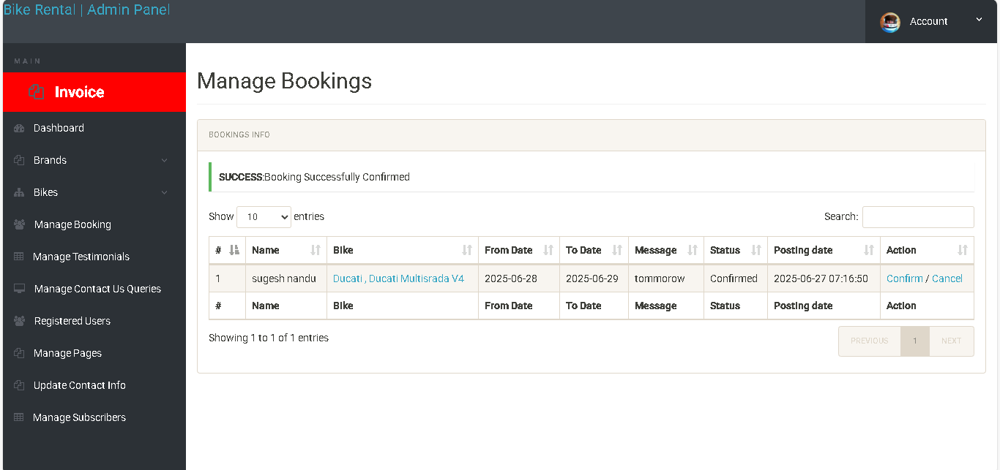 Bike Rental | Admin Panel
Account
MAIN
Invoice
Dashboard
Brands
Bikes
Manage Booking
Manage Testimonials
Manage Contact Us Queries
Registered Users
Manage Pages
Update Contact Info
Manage Subscribers
Manage Bookings
BOOKINGS INFO
SUCCESS:Booking Successfully Confirmed
Show 10 entries
Search:
# Name Bike From Date To Date Message Status Posting date Action
1 sugesh nandu Ducati , Ducati Multisrada V4 2025-06-28 2025-06-29 tommorow Confirmed 2025-06-27 07:16:50 Confirm / Cancel
# Name Bike From Date To Date Message Status Posting date Action
Showing 1 to 1 of 1 entries
PREVIOUS 1 NEXT